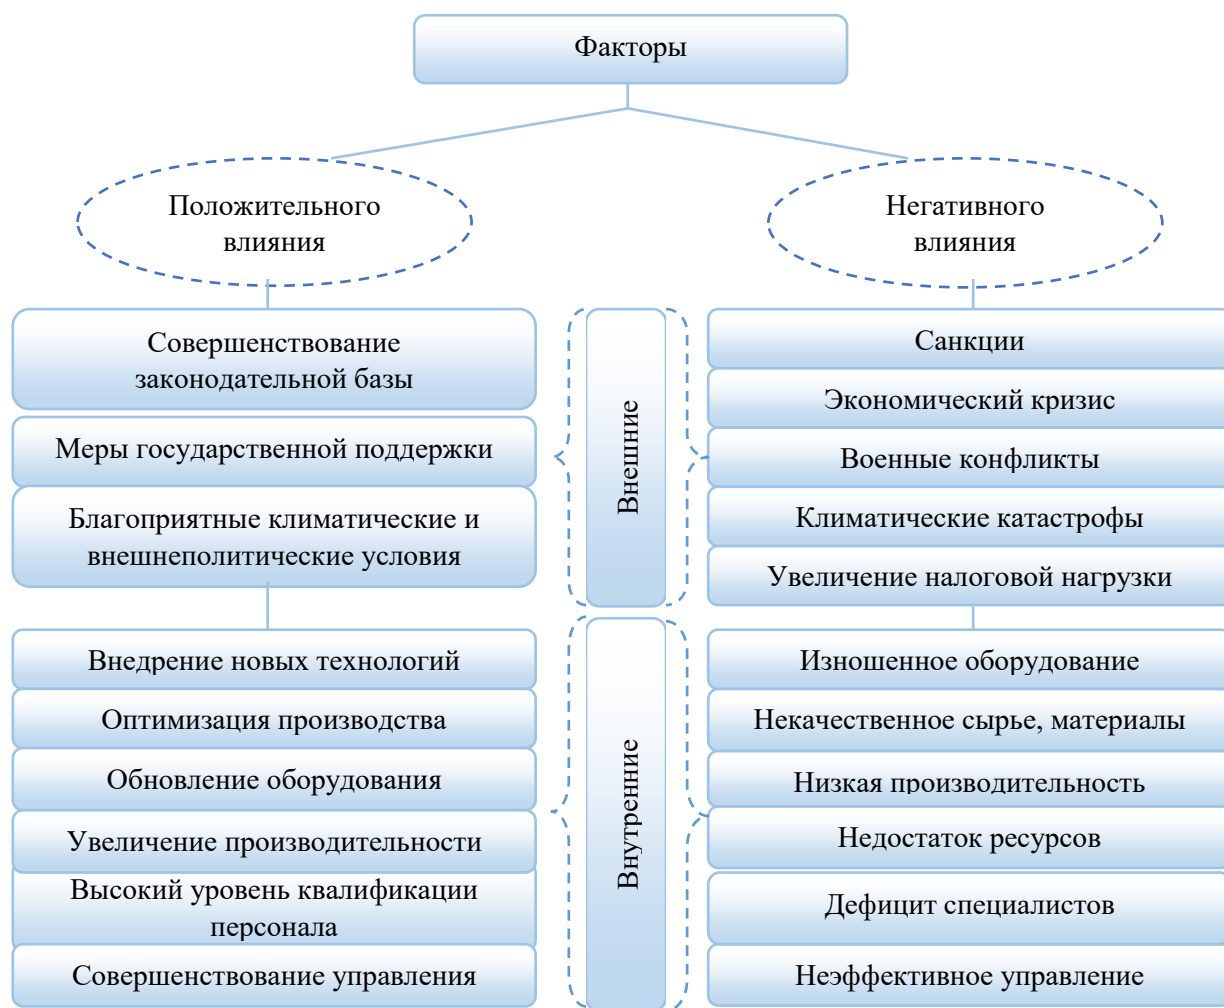 Факторы
Положительного
влияния
Негативного
влияния
Совершенствование
законодательной базы
Меры государственной поддержки
Благоприятные климатические и
внешнеполитические условия
Внешние
Санкции
Экономический кризис
Военные конфликты
Климатические катастрофы
Увеличение налоговой нагрузки
Внедрение новых технологий
Оптимизация производства
Обновление оборудования
Увеличение производительности
Высокий уровень квалификации
персонала
Совершенствование управления
Внутренние
Изношенное оборудование
Некачественное сырье, материалы
Низкая производительность
Недостаток ресурсов
Дефицит специалистов
Неэффективное управление